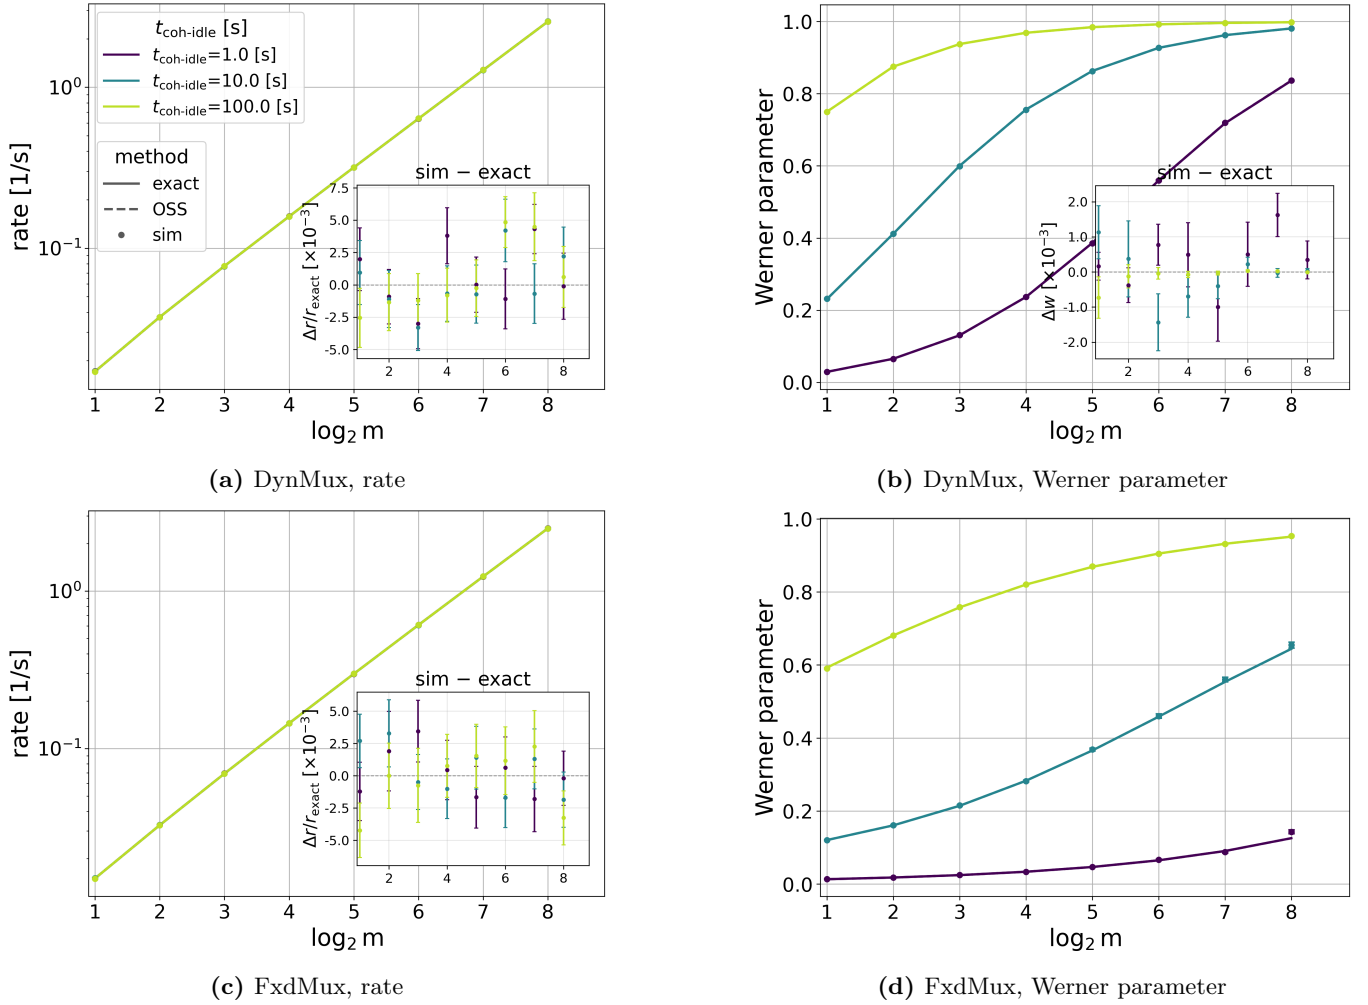 t_coh-idle [s]
t_coh-idle=1.0 [s]
t_coh-idle=10.0 [s]
t_coh-idle=100.0 [s]
method
exact
OSS
sim
rate [1/s]
10^0
10^−1
sim − exact
Δr/r_exact [×10^−3]
7.5
5.0
2.5
0.0
-2.5
-5.0
2 4 6 8
1 2 3 4 5 6 7 8
log_2 m
(a) DynMux, rate
Werner parameter
1.0
0.8
0.6
0.4
0.2
0.0
sim − exact
Δw [×10^−3]
2.0
1.0
0.0
-1.0
-2.0
2 4 6 8
1 2 3 4 5 6 7 8
log_2 m
(b) DynMux, Werner parameter
rate [1/s]
10^0
10^−1
sim − exact
Δr/r_exact [×10^−3]
5.0
2.5
0.0
-2.5
-5.0
2 4 6 8
1 2 3 4 5 6 7 8
log_2 m
(c) FxdMux, rate
Werner parameter
1.0
0.8
0.6
0.4
0.2
0.0
1 2 3 4 5 6 7 8
log_2 m
(d) FxdMux, Werner parameter